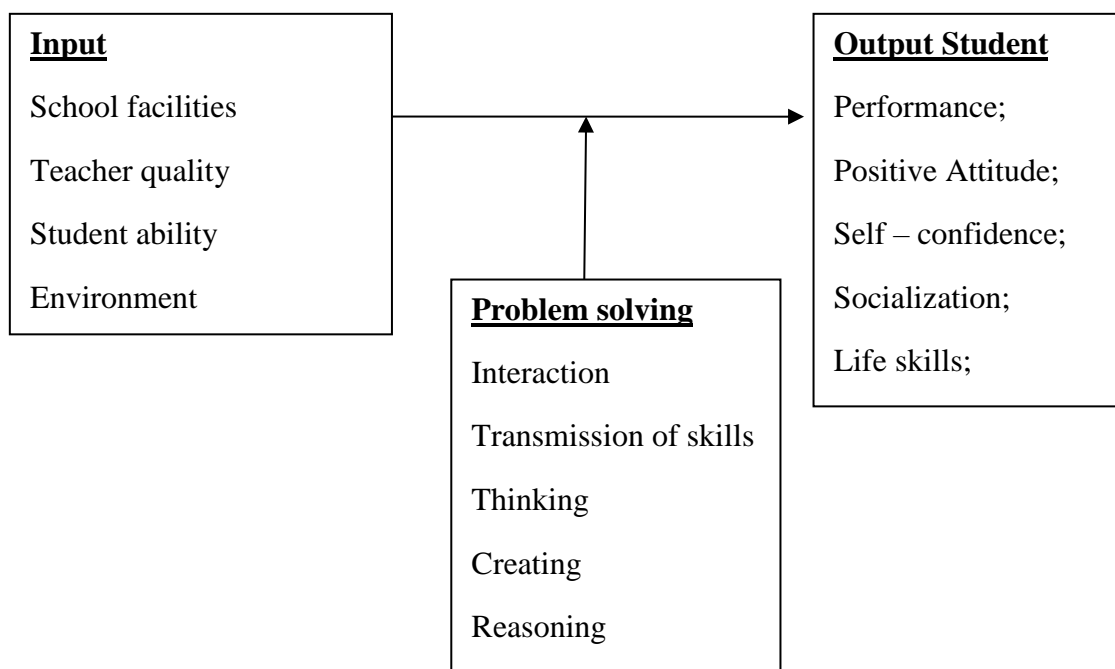 Input
School facilities
Teacher quality
Student ability
Environment
Output Student
Performance;
Positive Attitude;
Self – confidence;
Socialization;
Life skills;
Problem solving
Interaction
Transmission of skills
Thinking
Creating
Reasoning